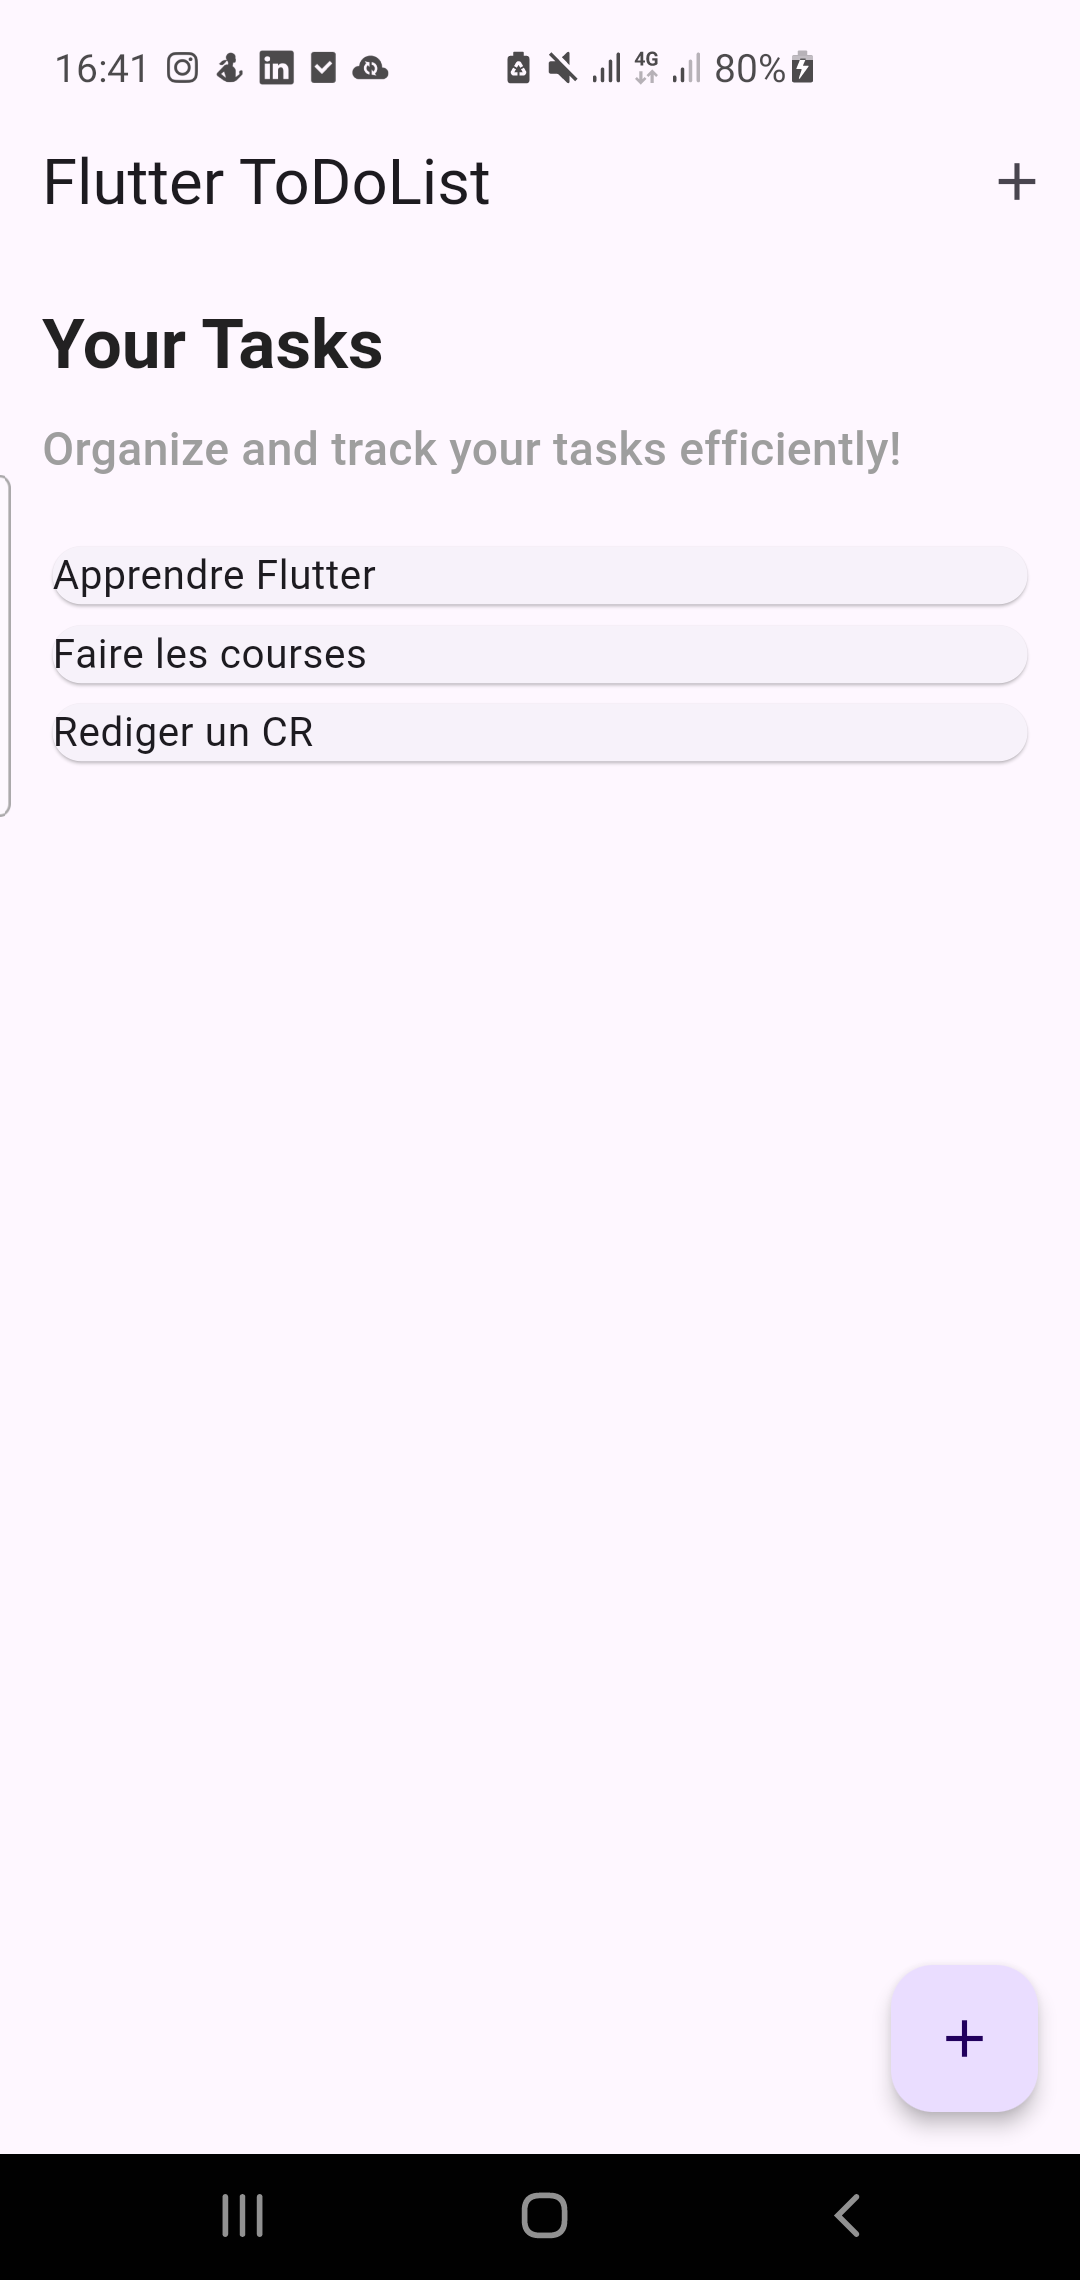 16:41 in 4G 80%
Flutter ToDoList
Your Tasks
Organize and track your tasks efficiently!
Apprendre Flutter
Faire les courses
Rediger un CR